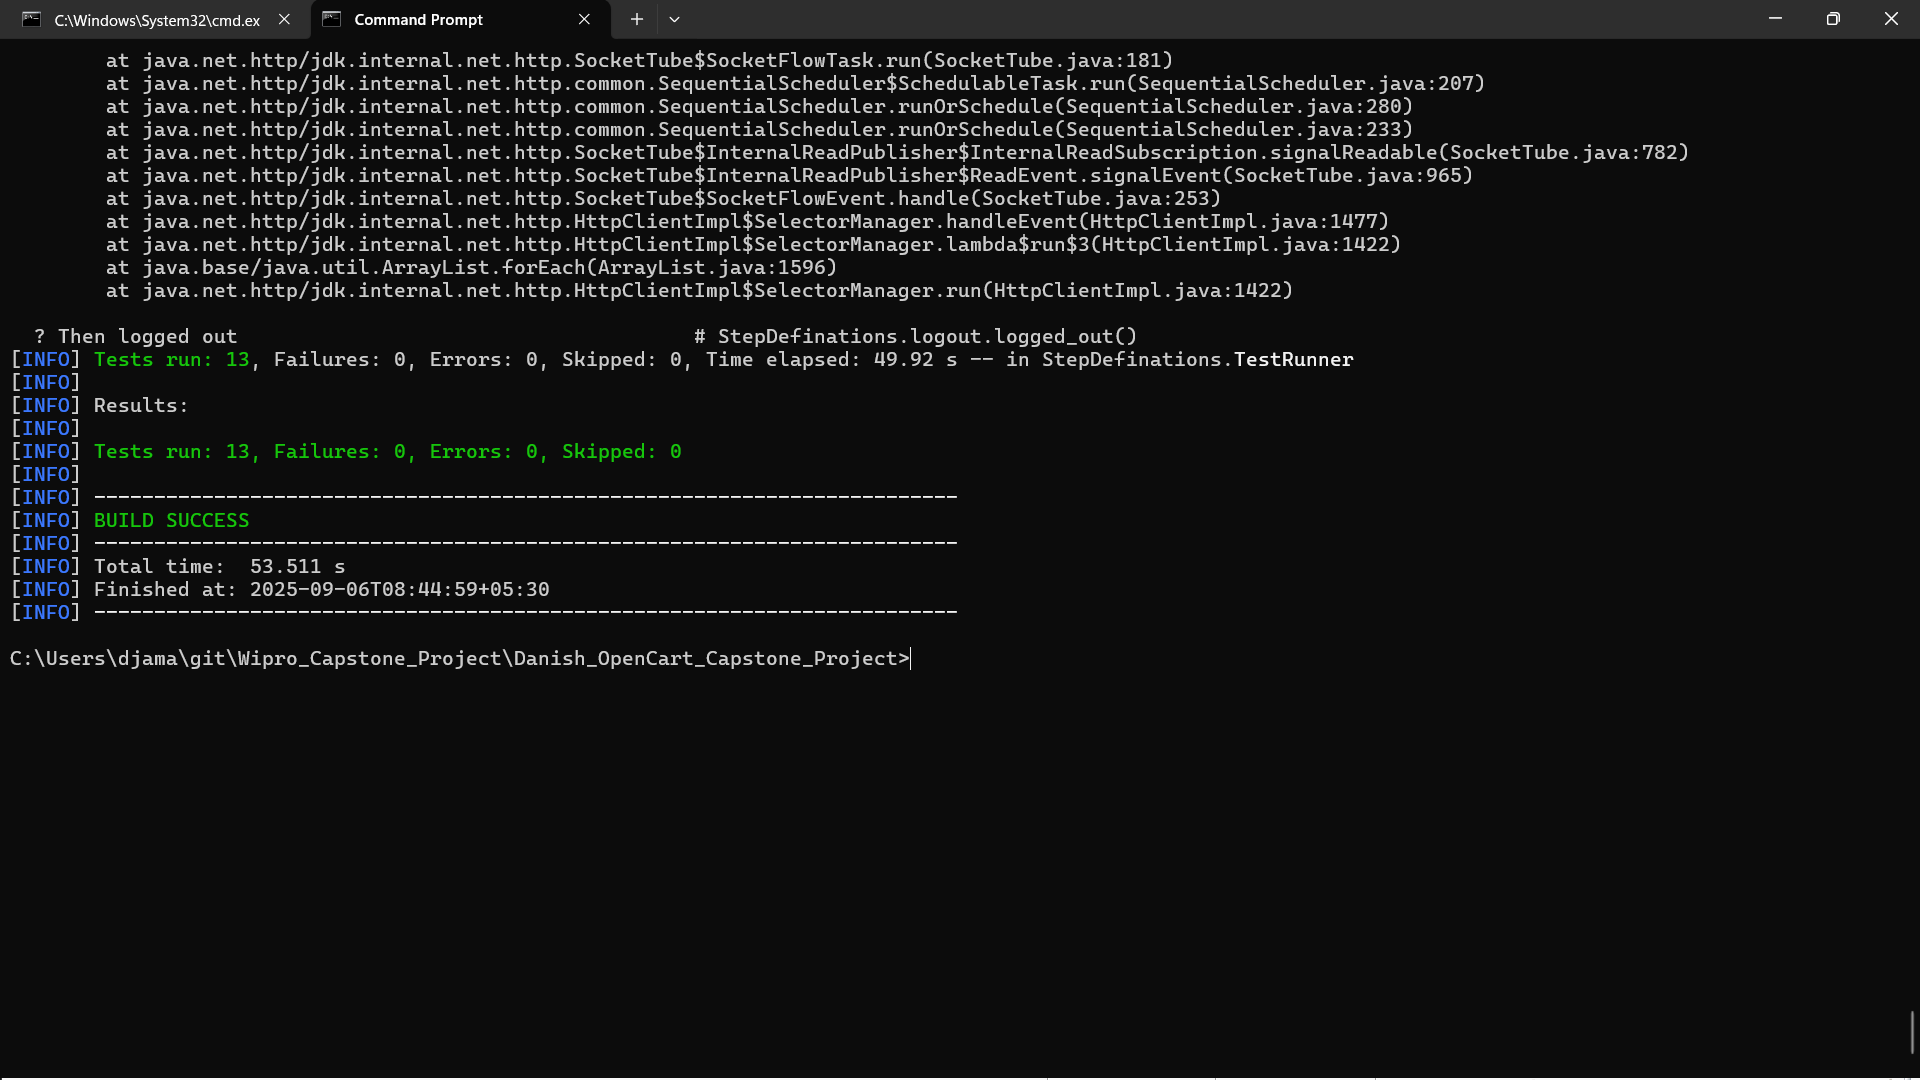 C:\Windows\System32\cmd.ex
Command Prompt
at java.net.http/jdk.internal.net.http.SocketTube$SocketFlowTask.run(SocketTube.java:181)
at java.net.http/jdk.internal.net.http.common.SequentialScheduler$SchedulableTask.run(SequentialScheduler.java:207)
at java.net.http/jdk.internal.net.http.common.SequentialScheduler.runOrSchedule(SequentialScheduler.java:280)
at java.net.http/jdk.internal.net.http.common.SequentialScheduler.runOrSchedule(SequentialScheduler.java:233)
at java.net.http/jdk.internal.net.http.SocketTube$InternalReadPublisher$InternalReadSubscription.signalReadable(SocketTube.java:782)
at java.net.http/jdk.internal.net.http.SocketTube$InternalReadPublisher$ReadEvent.signalEvent(SocketTube.java:965)
at java.net.http/jdk.internal.net.http.SocketTube$SocketFlowEvent.handle(SocketTube.java:253)
at java.net.http/jdk.internal.net.http.HttpClientImpl$SelectorManager.handleEvent(HttpClientImpl.java:1477)
at java.net.http/jdk.internal.net.http.HttpClientImpl$SelectorManager.lambda$run$3(HttpClientImpl.java:1422)
at java.base/java.util.ArrayList.forEach(ArrayList.java:1596)
at java.net.http/jdk.internal.net.http.HttpClientImpl$SelectorManager.run(HttpClientImpl.java:1422)
? Then logged out # StepDefinations.logout.logged_out()
[INFO] Tests run: 13, Failures: 0, Errors: 0, Skipped: 0, Time elapsed: 49.92 s -- in StepDefinations.TestRunner
[INFO]
[INFO] Results:
[INFO]
[INFO] Tests run: 13, Failures: 0, Errors: 0, Skipped: 0
[INFO]
[INFO] ------------------------------------------------------------------------
[INFO] BUILD SUCCESS
[INFO] ------------------------------------------------------------------------
[INFO] Total time:  53.511 s
[INFO] Finished at: 2025-09-06T08:44:59+05:30
[INFO] ------------------------------------------------------------------------
C:\Users\djama\git\Wipro_Capstone_Project\Danish_OpenCart_Capstone_Project>